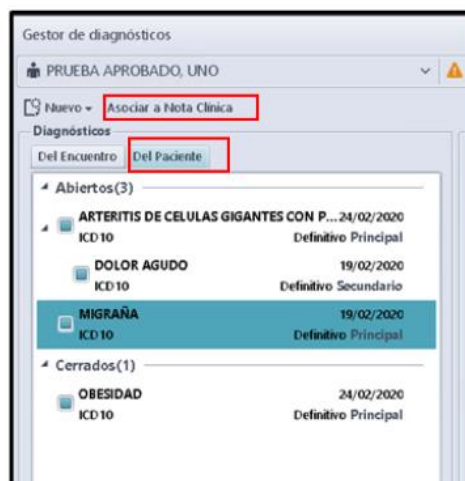 Gestor de diagnósticos
PRUEBA APROBADO, UNO
Nuevo Asociar a Nota Clínica
Diagnósticos
Del Encuentro Del Paciente
Abiertos(3)
ARTERITIS DE CELULAS GIGANTES CON P... 24/02/2020
ICD10 Definitivo Principal
DOLOR AGUDO 19/02/2020
ICD10 Definitivo Secundario
MIGRAÑA 19/02/2020
ICD10 Definitivo Principal
Cerrados(1)
OBESIDAD 24/02/2020
ICD10 Definitivo Principal